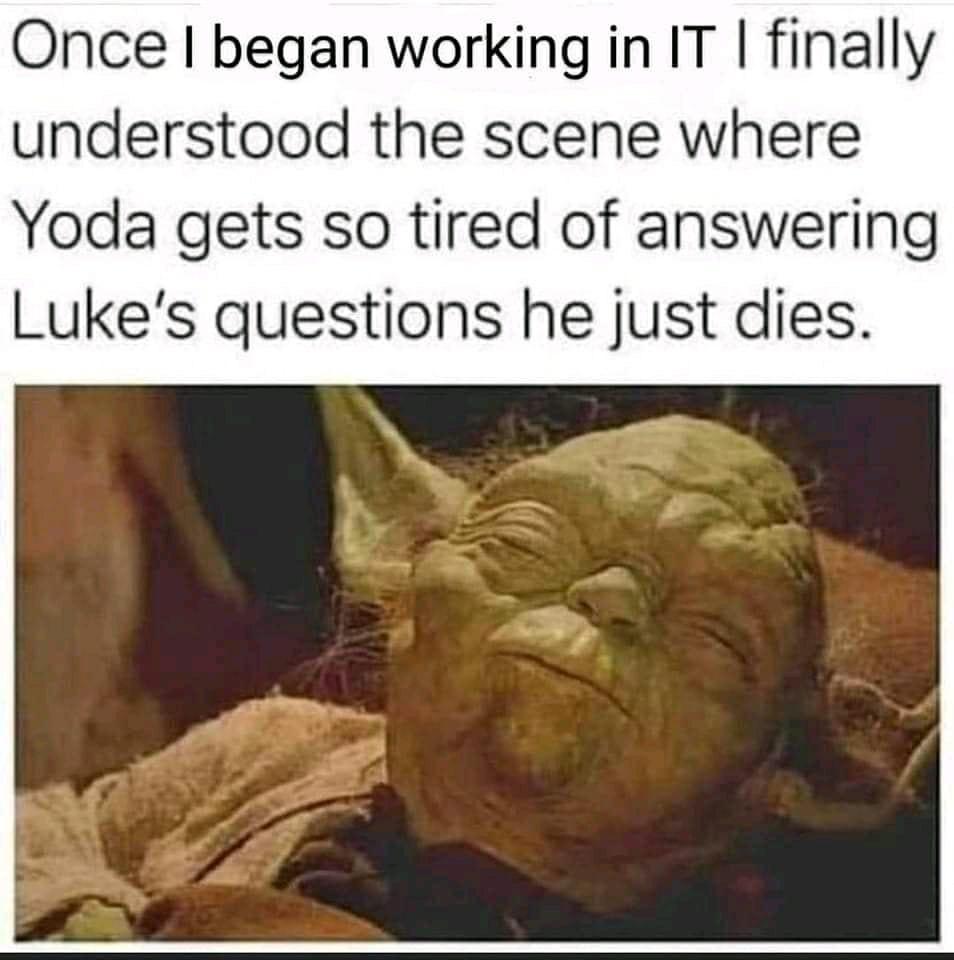 Once I began working in IT I finally
understood the scene where
Yoda gets so tired of answering
Luke's questions he just dies.